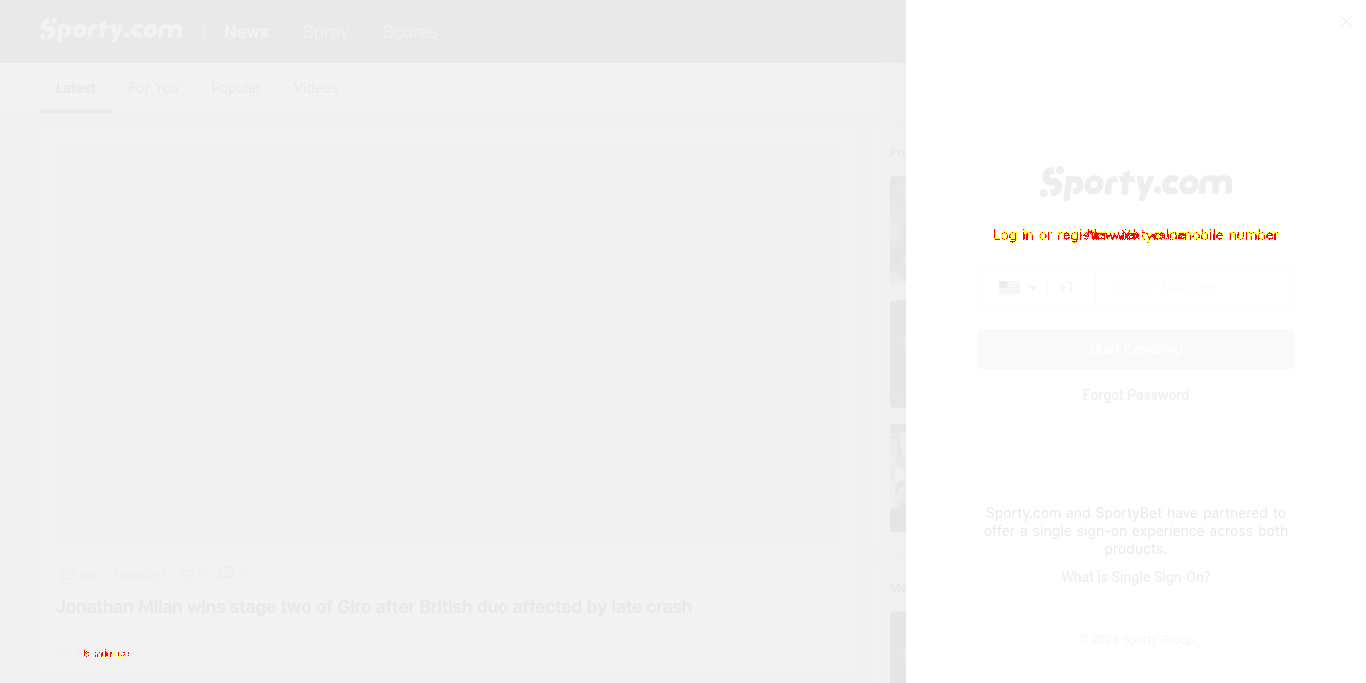 Sporty.com
News
Spray
Scores
Latest
For You
Popular
Videos
0
0
Jonathan Milan wins stage two of Giro after British duo affected by late crash
Sporty.com
Log in or register with your mobile number
+1
Mobile Number
Start Exploring
Forgot Password
Sporty.com and SportyBet have partnered to
offer a single sign-on experience across both
products.
What is Single Sign-On?
© 2023 Sporty Group